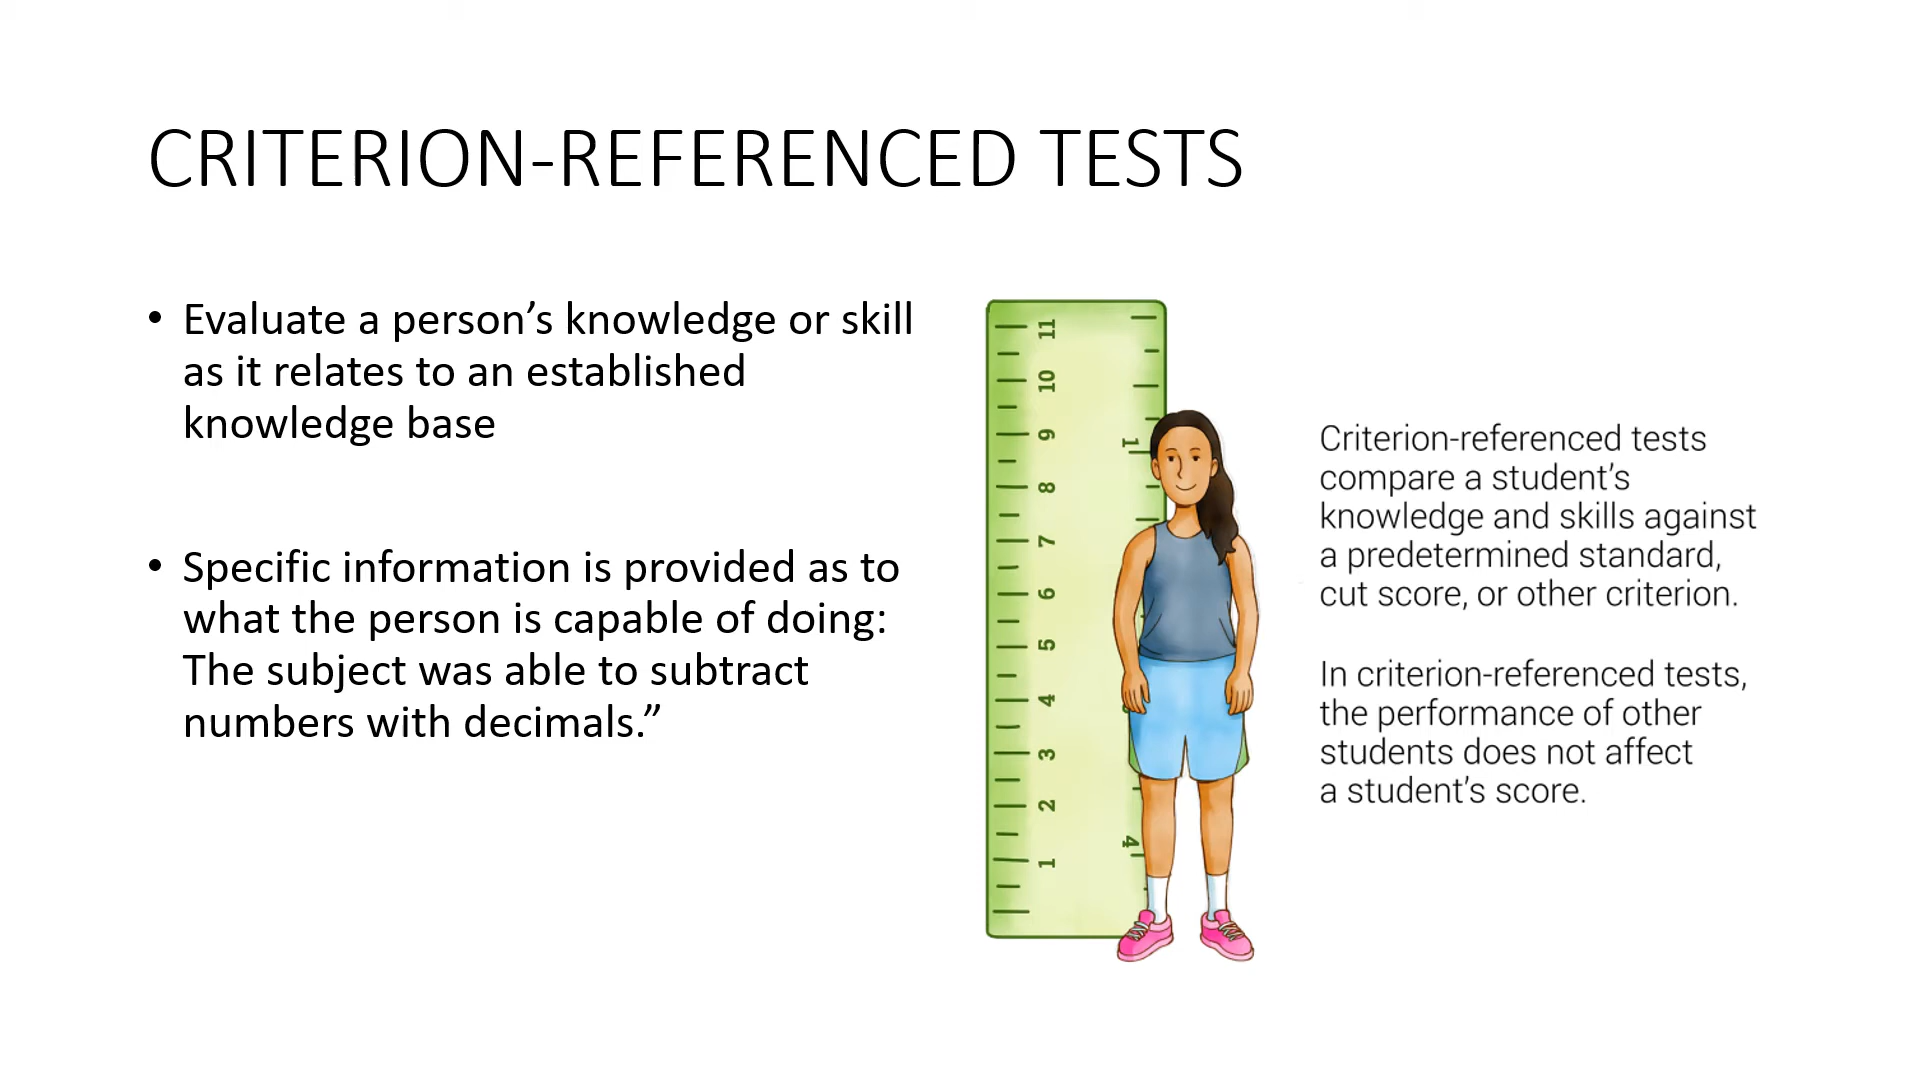 CRITERION-REFERENCED TESTS
• Evaluate a person’s knowledge or skill
as it relates to an established
knowledge base
• Specific information is provided as to
what the person is capable of doing:
The subject was able to subtract
numbers with decimals.”
11
10
9
8
7
6
5
4
3
2
1
1
4
Criterion-referenced tests
compare a student’s
knowledge and skills against
a predetermined standard,
cut score, or other criterion.
In criterion-referenced tests,
the performance of other
students does not affect
a student’s score.